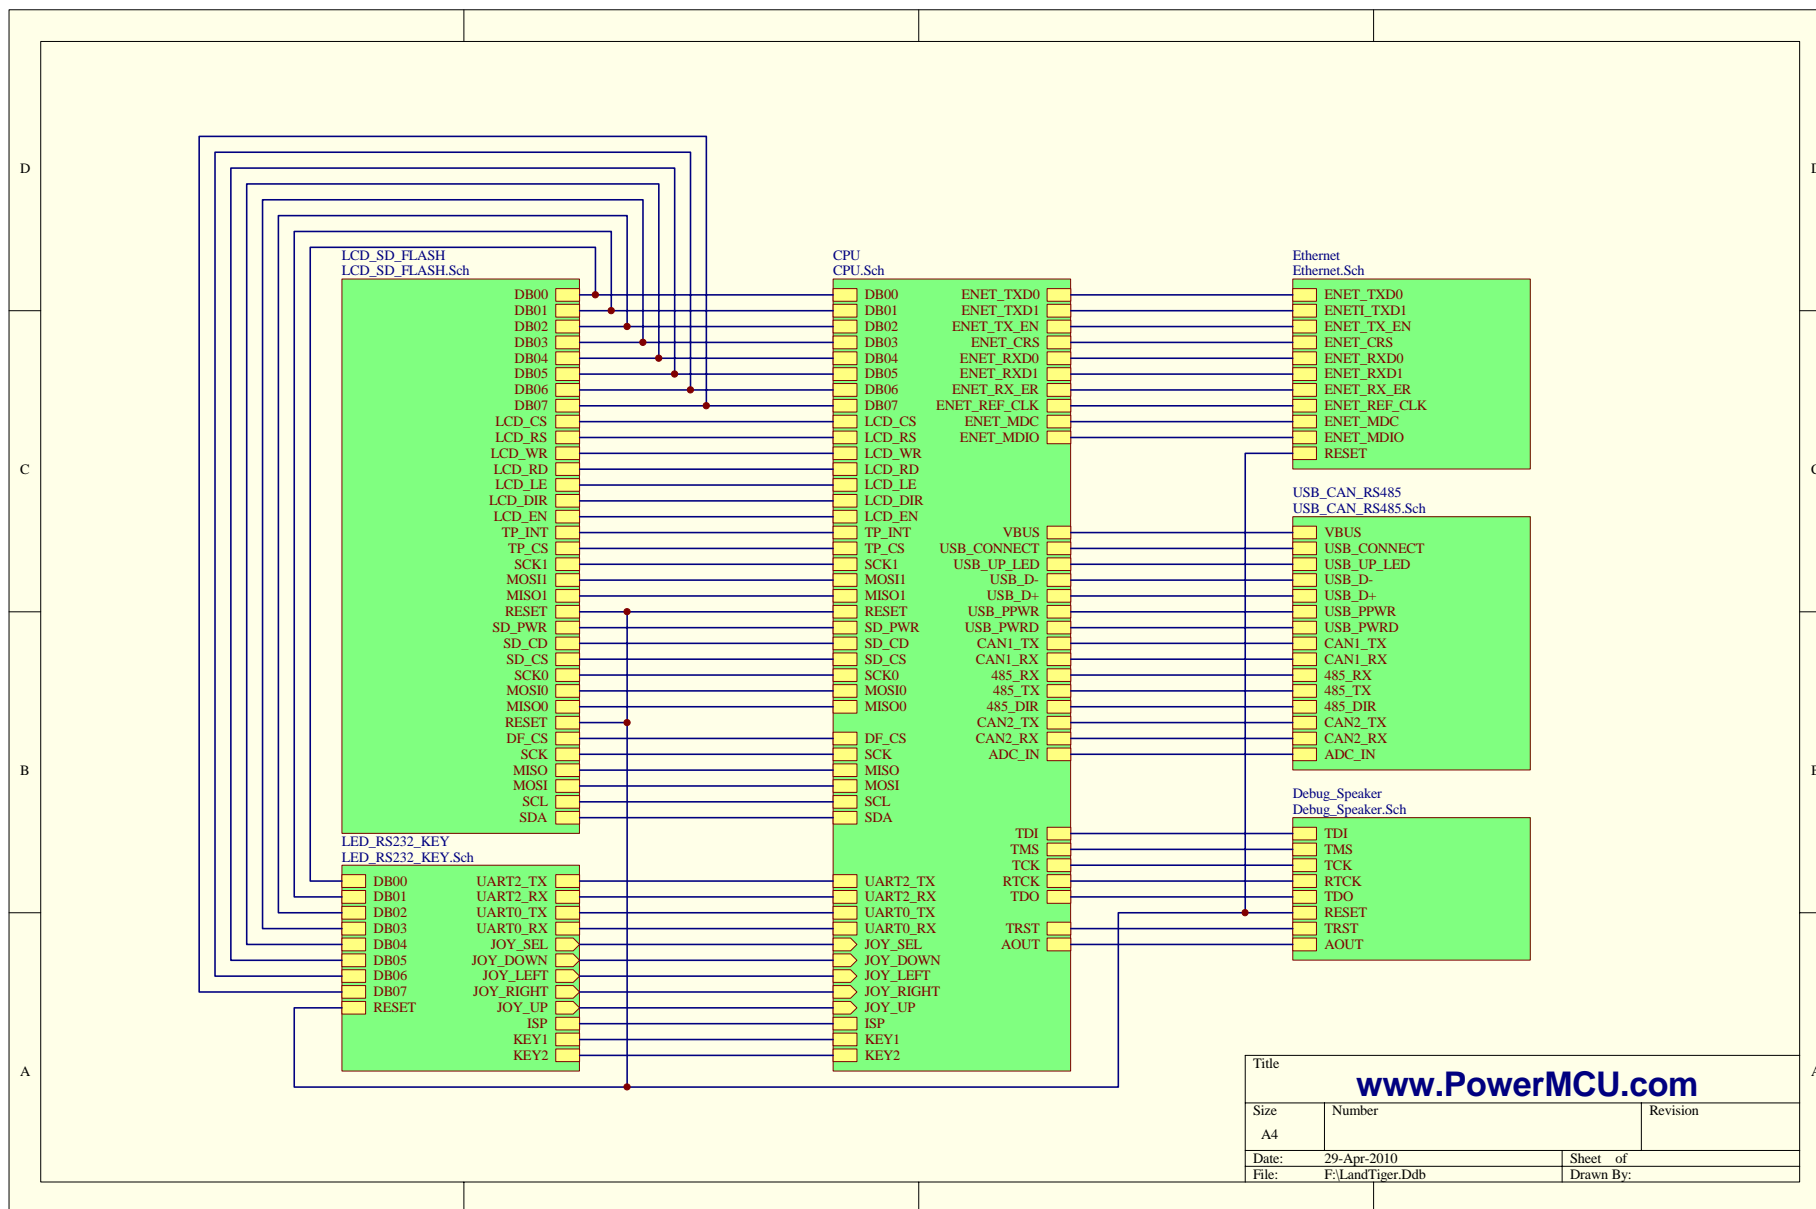 D
C
B
A
LCD_SD_FLASH
LCD_SD_FLASH.Sch
DB00
DB01
DB02
DB03
DB04
DB05
DB06
DB07
LCD_CS
LCD_RS
LCD_WR
LCD_RD
LCD_LE
LCD_DIR
LCD_EN
TP_INT
TP_CS
SCK1
MOSI1
MISO1
RESET
SD_PWR
SD_CD
SD_CS
SCK0
MOSI0
MISO0
RESET
DF_CS
SCK
MISO
MOSI
SCL
SDA
LED_RS232_KEY
LED_RS232_KEY.Sch
DB00
DB01
DB02
DB03
DB04
DB05
DB06
DB07
RESET
UART2_TX
UART2_RX
UART0_TX
UART0_RX
JOY_SEL
JOY_DOWN
JOY_LEFT
JOY_RIGHT
JOY_UP
ISP
KEY1
KEY2
CPU
CPU.Sch
DB00
DB01
DB02
DB03
DB04
DB05
DB06
DB07
LCD_CS
LCD_RS
LCD_WR
LCD_RD
LCD_LE
LCD_DIR
LCD_EN
TP_INT
TP_CS
SCK1
MOSI1
MISO1
RESET
SD_PWR
SD_CD
SD_CS
SCK0
MOSI0
MISO0
DF_CS
SCK
MISO
MOSI
SCL
SDA
UART2_TX
UART2_RX
UART0_TX
UART0_RX
JOY_SEL
JOY_DOWN
JOY_LEFT
JOY_RIGHT
JOY_UP
ISP
KEY1
KEY2
ENET_TXD0
ENET_TXD1
ENET_TX_EN
ENET_CRS
ENET_RXD0
ENET_RXD1
ENET_RX_ER
ENET_REF_CLK
ENET_MDC
ENET_MDIO
VBUS
USB_CONNECT
USB_UP_LED
USB_D-
USB_D+
USB_PPWR
USB_PWRD
CAN1_TX
CAN1_RX
485_RX
485_TX
485_DIR
CAN2_TX
CAN2_RX
ADC_IN
TDI
TMS
TCK
RTCK
TDO
TRST
AOUT
Ethernet
Ethernet.Sch
ENET_TXD0
ENETI_TXD1
ENET_TX_EN
ENET_CRS
ENET_RXD0
ENET_RXD1
ENET_RX_ER
ENET_REF_CLK
ENET_MDC
ENET_MDIO
RESET
USB_CAN_RS485
USB_CAN_RS485.Sch
VBUS
USB_CONNECT
USB_UP_LED
USB_D-
USB_D+
USB_PPWR
USB_PWRD
CAN1_TX
CAN1_RX
485_RX
485_TX
485_DIR
CAN2_TX
CAN2_RX
ADC_IN
Debug_Speaker
Debug_Speaker.Sch
TDI
TMS
TCK
RTCK
TDO
RESET
TRST
AOUT
Title
www.PowerMCU.com
Size
A4
Number
Revision
Date: 29-Apr-2010
Sheet of
File: F:\LandTiger.Ddb
Drawn By: